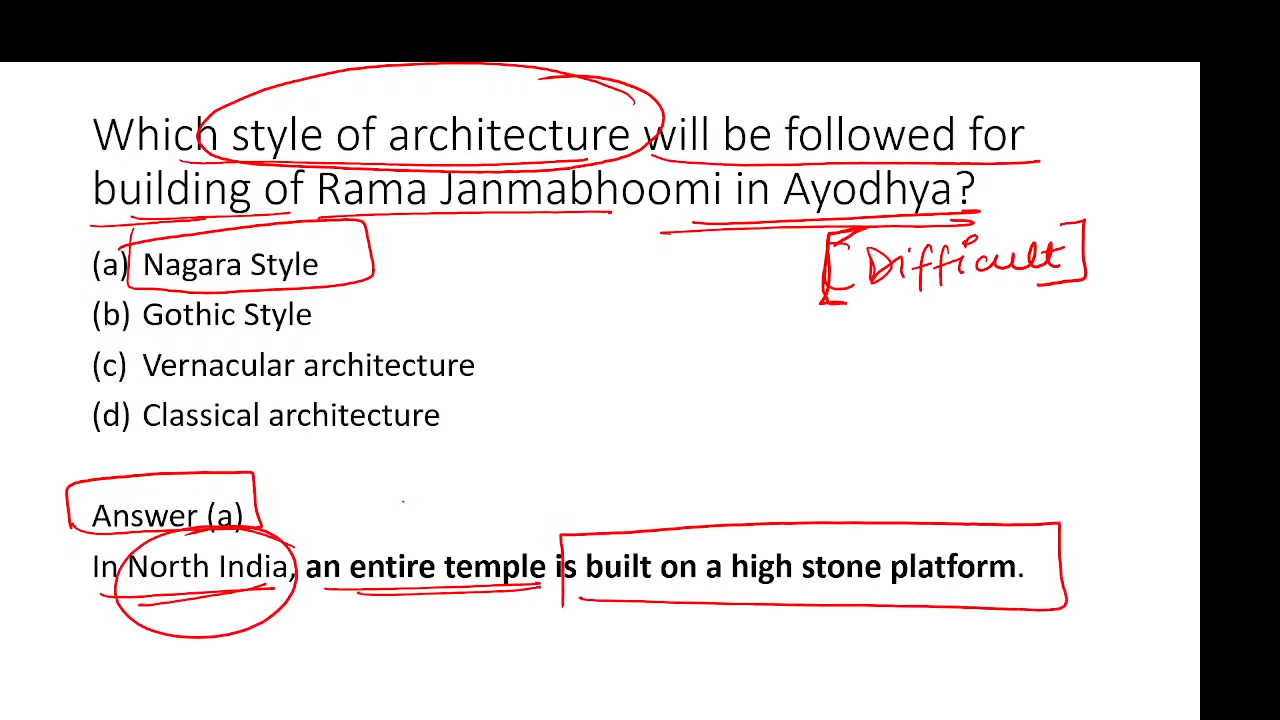 Which style of architecture will be followed for
building of Rama Janmabhoomi in Ayodhya?
[Difficult]
(a) Nagara Style
(b) Gothic Style
(c) Vernacular architecture
(d) Classical architecture
Answer (a)
In North India, an entire temple is built on a high stone platform.